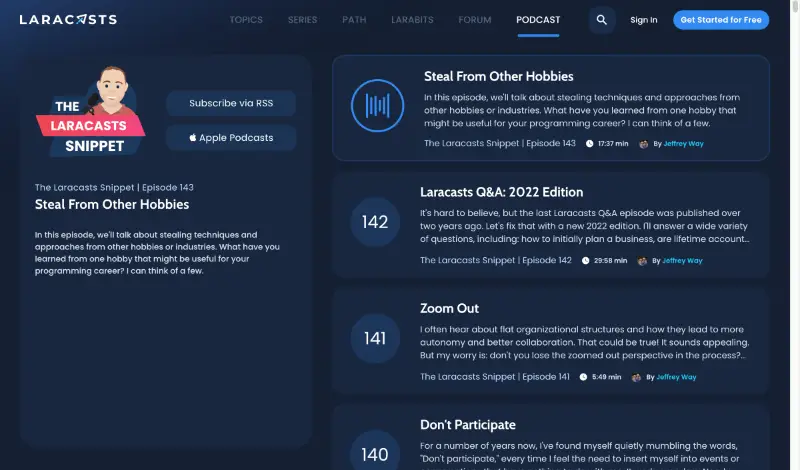 LARACASTS
TOPICS SERIES PATH LARABITS FORUM PODCAST Sign In Get Started for Free
THE
LARACASTS
SNIPPET
Subscribe via RSS
Apple Podcasts
The Laracasts Snippet | Episode 143
Steal From Other Hobbies
In this episode, we'll talk about stealing techniques and
approaches from other hobbies or industries. What have you
learned from one hobby that might be useful for your
programming career? I can think of a few.
Steal From Other Hobbies
In this episode, we'll talk about stealing techniques and approaches from
other hobbies or industries. What have you learned from one hobby that
might be useful for your programming career? I can think of a few.
The Laracasts Snippet | Episode 143 17:37 min By Jeffrey Way
142
Laracasts Q&A: 2022 Edition
It's hard to believe, but the last Laracasts Q&A episode was published over
two years ago. Let's fix that with a new 2022 edition. I'll answer a wide variety
of questions, including: how to initially plan a business, are lifetime account...
The Laracasts Snippet | Episode 142 29:58 min By Jeffrey Way
141
Zoom Out
I often hear about flat organizational structures and how they lead to more
autonomy and better collaboration. That could be true! It sounds appealing.
But my worry is: don't you lose the zoomed out perspective in the process?...
The Laracasts Snippet | Episode 141 5:49 min By Jeffrey Way
140
Don't Participate
For a number of years now, I've found myself quietly mumbling the words,
"Don't participate," every time I feel the need to insert myself into events or